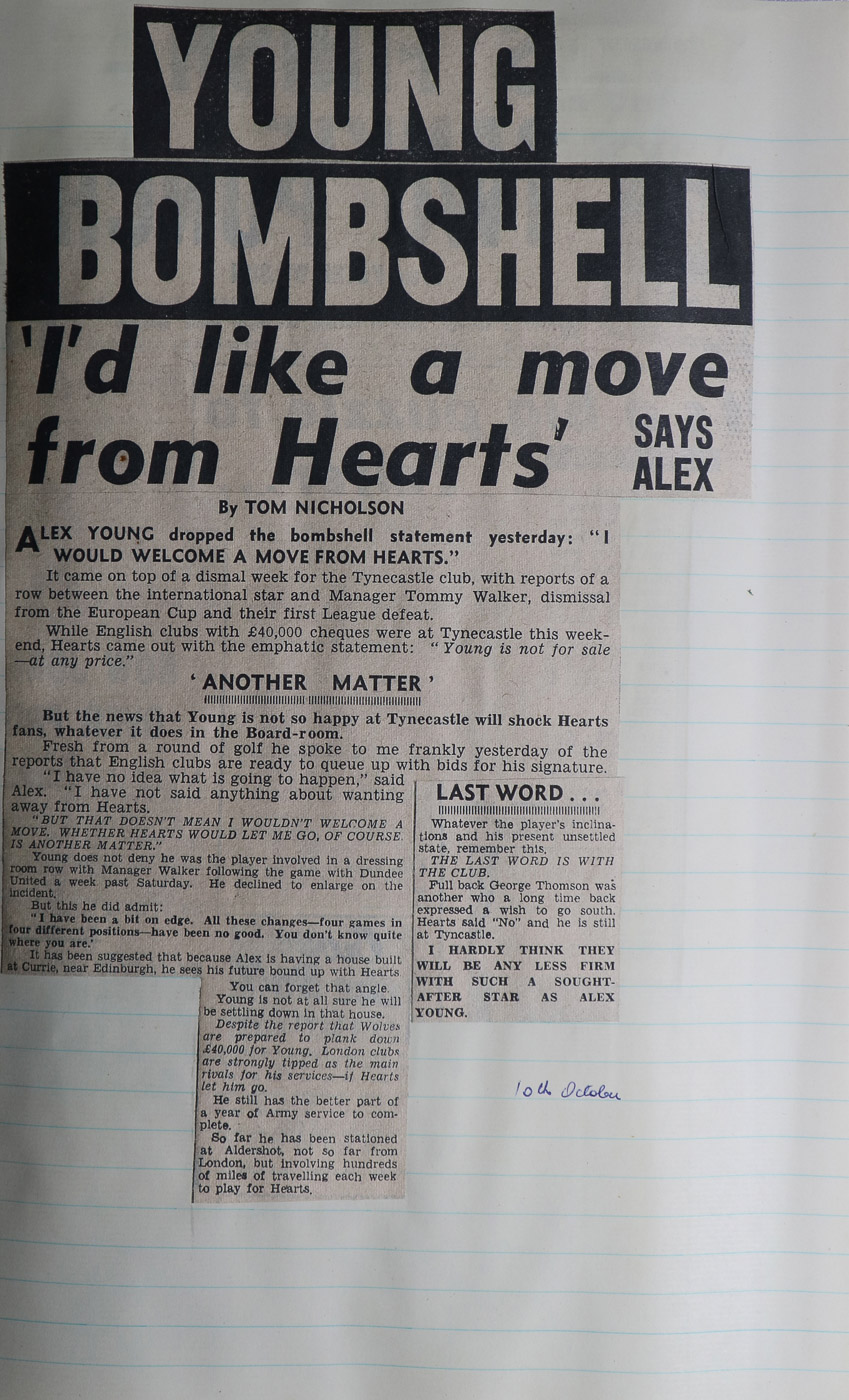 YOUNG
BOMBSHELL
'I'd like a move
from Hearts'
SAYS
ALEX
By TOM NICHOLSON
ALEX YOUNG dropped the bombshell statement yesterday: "I
WOULD WELCOME A MOVE FROM HEARTS."
It came on top of a dismal week for the Tynecastle club, with reports of a
row between the international star and Manager Tommy Walker, dismissal
from the European Cup and their first League defeat.
While English clubs with £40,000 cheques were at Tynecastle this week-
end, Hearts came out with the emphatic statement: "Young is not for sale
—at any price."
'ANOTHER MATTER'
But the news that Young is not so happy at Tynecastle will shock Hearts
fans, whatever it does in the Board-room.
Fresh from a round of golf he spoke to me frankly yesterday of the
reports that English clubs are ready to queue up with bids for his signature.
"I have no idea what is going to happen," said
Alex. "I have not said anything about wanting
away from Hearts.
"BUT THAT DOESN'T MEAN I WOULDN'T WELCOME A
MOVE. WHETHER HEARTS WOULD LET ME GO, OF COURSE.
IS ANOTHER MATTER."
Young does not deny he was the player involved in a dressing
room row with Manager Walker following the game with Dundee
United a week past Saturday. He declined to enlarge on the
incident.
But this he did admit:
"I have been a bit on edge. All these changes—four games in
four different positions—have been no good. You don't know quite
where you are.'
It has been suggested that because Alex is having a house built
at Currie, near Edinburgh, he sees his future bound up with Hearts
You can forget that angle.
Young is not at all sure he will
be settling down in that house.
Despite the report that Wolves
are prepared to plank down
£40,000 for Young. London clubs
are strongly tipped as the main
rivals for his services—if Hearts
let him go.
He still has the better part of
a year of Army service to com-
plete.
So far he has been stationed
at Aldershot, not so far from
London, but involving hundreds
of miles of travelling each week
to play for Hearts.
LAST WORD . . .
Whatever the player's inclina-
tions and his present unsettled
state, remember this.
THE LAST WORD IS WITH
THE CLUB.
Full back George Thomson was
another who a long time back
expressed a wish to go south.
Hearts said "No" and he is still
at Tyncastle.
I HARDLY THINK THEY
WILL BE ANY LESS FIRM
WITH SUCH A SOUGHT-
AFTER STAR AS ALEX
YOUNG.
10th October